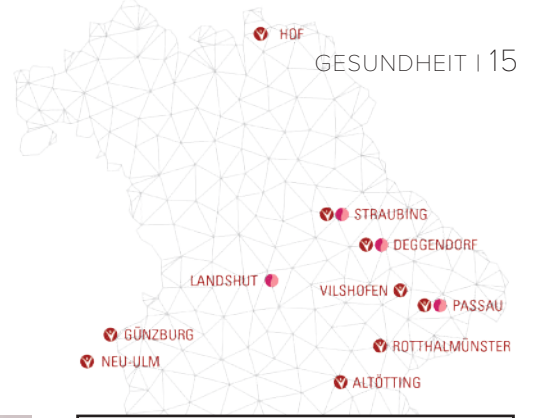 HOF
GESUNDHEIT | 15
STRAUBING
DEGGENDORF
LANDSHUT
VILSHOFEN
PASSAU
GÜNZBURG
ROTTHALMÜNSTER
NEU-ULM
ALTÖTTING